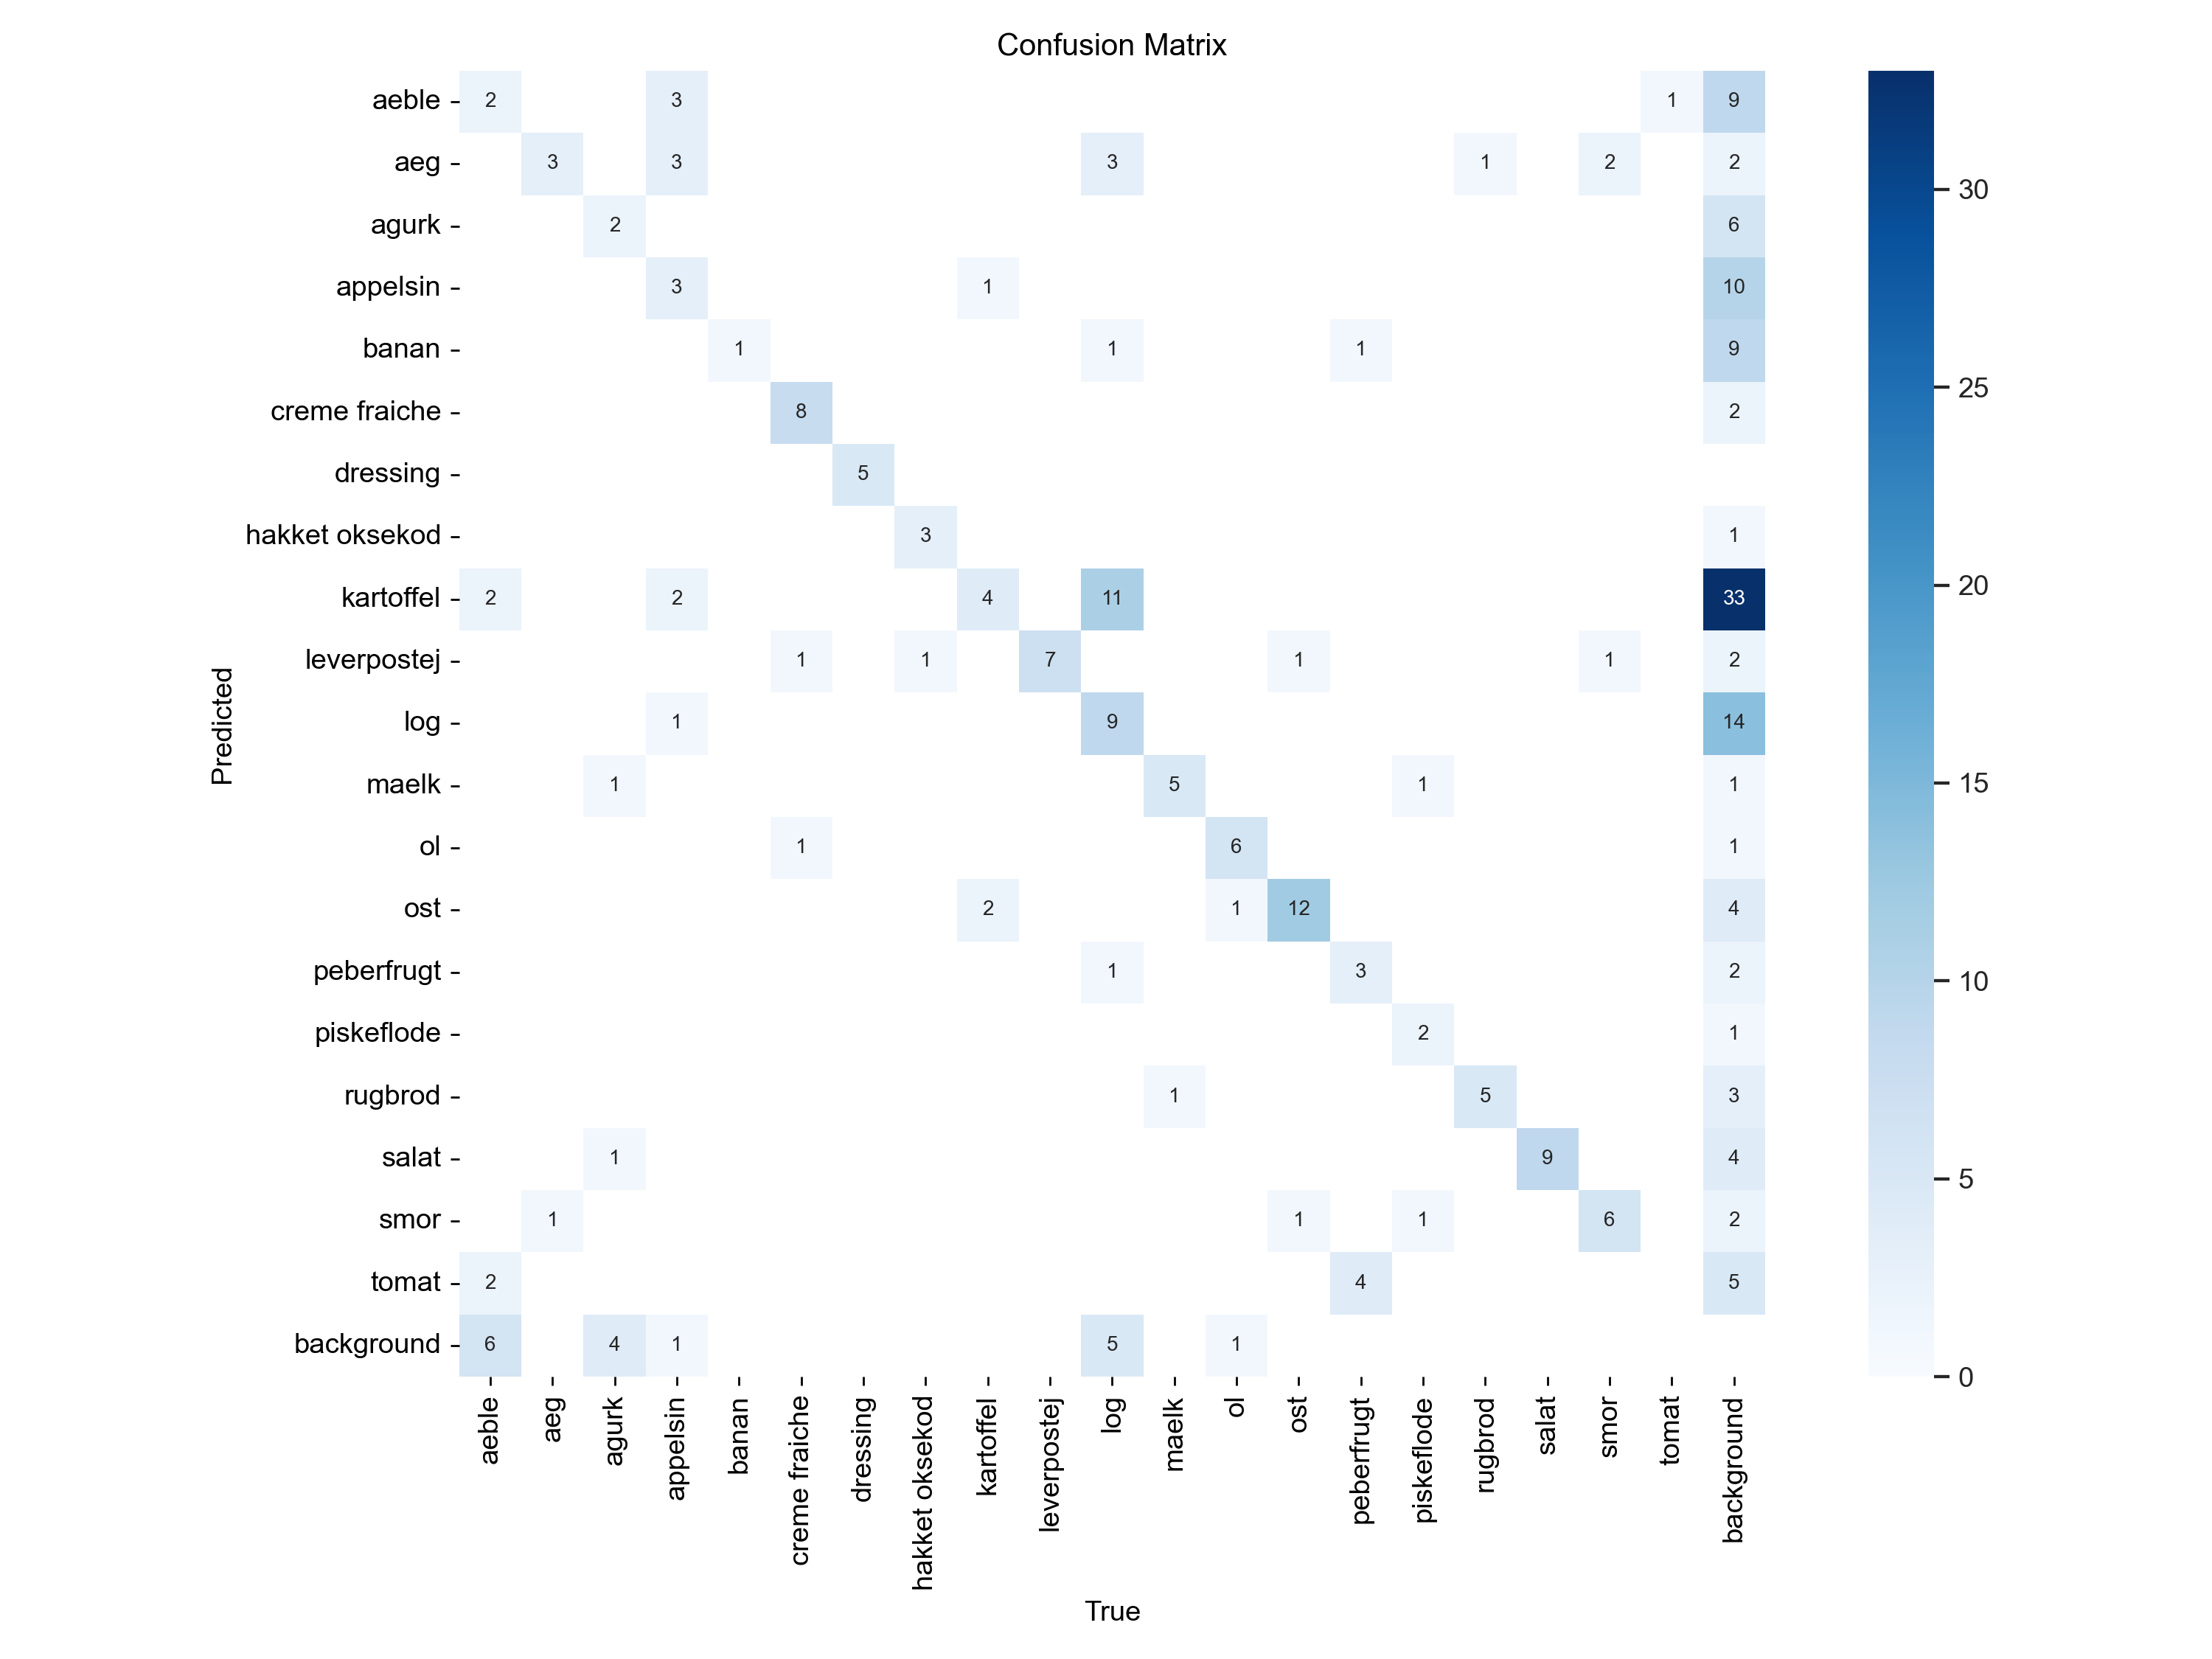 Confusion Matrix
aeble 2 3 1 9
aeg 3 3 3 1 2 2
agurk 2 6
appelsin 3 1 10
banan 1 1 1 9
creme fraiche 8 2
dressing 5
hakket oksekod 3 1
kartoffel 2 2 4 11 33
leverpostej 1 1 7 1 1 2
log 1 9 14
maelk 1 5 1 1
ol 1 6 1
ost 2 1 12 4
peberfrugt 1 3 2
piskeflode 2 1
rugbrod 1 5 3
salat 1 9 4
smor 1 1 1 6 2
tomat 2 4 5
background 6 4 1 5 1
Predicted
aeble aeg agurk appelsin banan creme fraiche dressing hakket oksekod kartoffel leverpostej log maelk ol ost peberfrugt piskeflode rugbrod salat smor tomat background
True
30
25
20
15
10
5
0